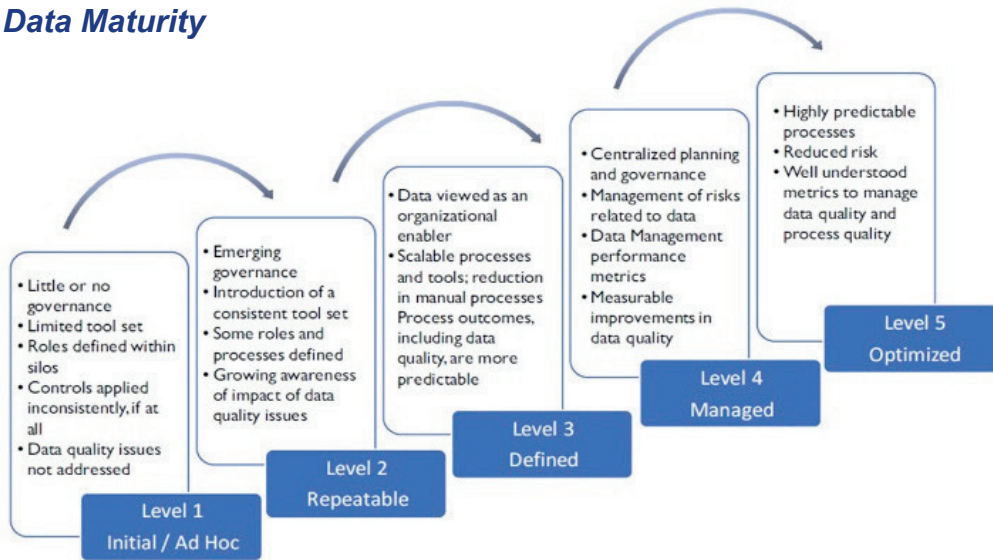 Data Maturity
• Little or no
governance
• Limited tool set
• Roles defined within
silos
• Controls applied
inconsistently, if at
all
• Data quality issues
not addressed
Level 1
Initial / Ad Hoc
• Emerging
governance
• Introduction of a
consistent tool set
• Some roles and
processes defined
• Growing awareness
of impact of data
quality issues
Level 2
Repeatable
• Data viewed as an
organizational
enabler
• Scalable processes
and tools; reduction
in manual processes
Process outcomes,
including data
quality, are more
predictable
Level 3
Defined
• Centralized planning
and governance
• Management of risks
related to data
• Data Management
performance
metrics
• Measurable
improvements in
data quality
Level 4
Managed
• Highly predictable
processes
• Reduced risk
• Well understood
metrics to manage
data quality and
process quality
Level 5
Optimized